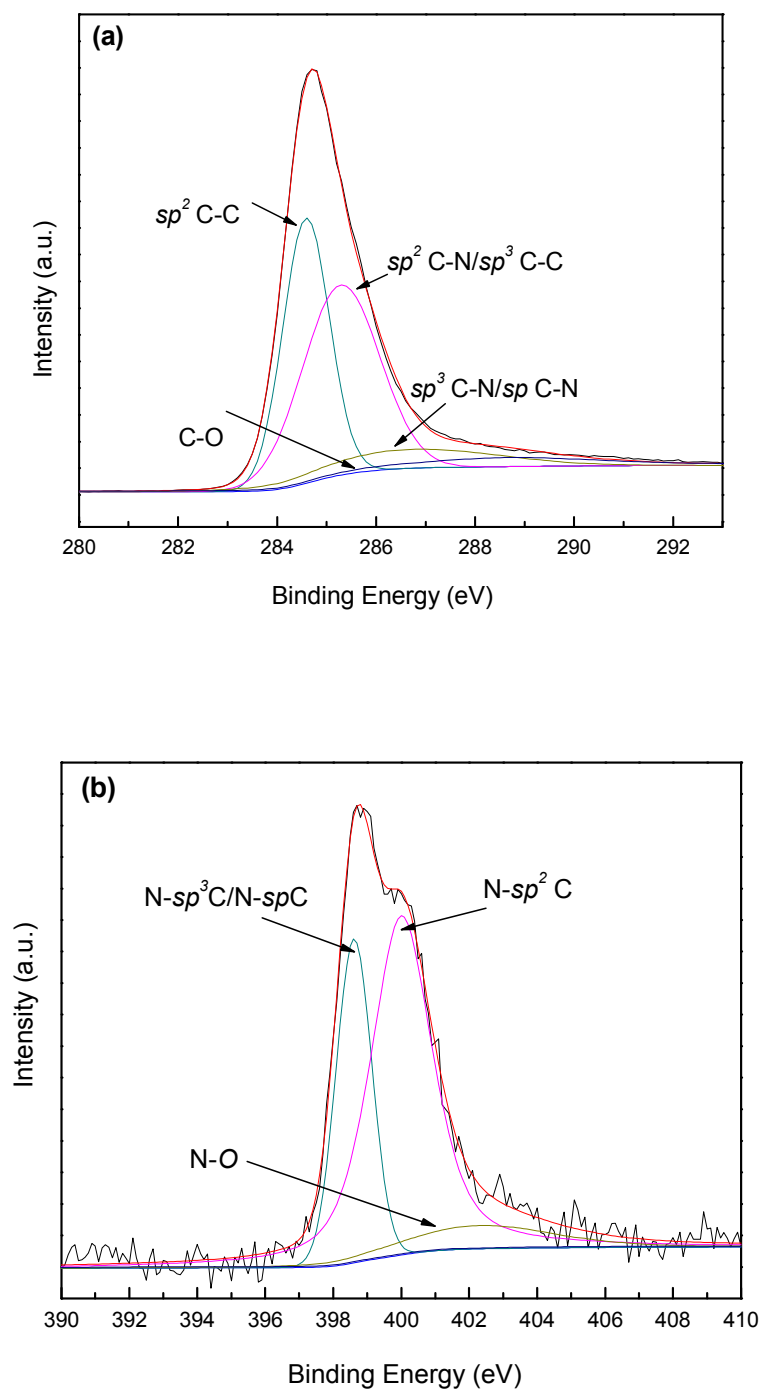 (a)
sp² C-C
sp² C-N/sp³ C-C
sp³ C-N/sp C-N
C-O
Intensity (a.u.)
280 282 284 286 288 290 292
Binding Energy (eV)
(b)
N-sp³C/N-spC
N-sp² C
N-O
Intensity (a.u.)
390 392 394 396 398 400 402 404 406 408 410
Binding Energy (eV)